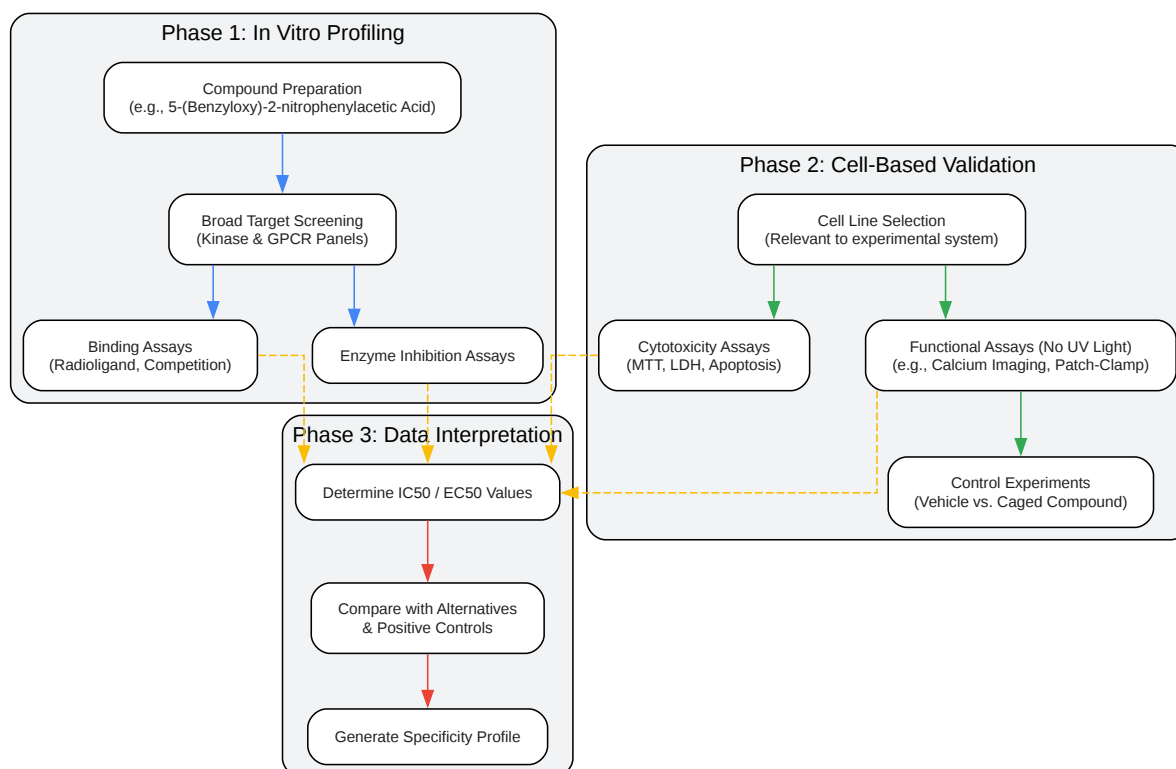 Phase 1: In Vitro Profiling
Compound Preparation
(e.g., 5-(Benzyloxy)-2-nitrophenylacetic Acid)
Broad Target Screening
(Kinase & GPCR Panels)
Binding Assays
(Radioligand, Competition)
Enzyme Inhibition Assays
Phase 2: Cell-Based Validation
Cell Line Selection
(Relevant to experimental system)
Cytotoxicity Assays
(MTT, LDH, Apoptosis)
Functional Assays (No UV Light)
(e.g., Calcium Imaging, Patch-Clamp)
Control Experiments
(Vehicle vs. Caged Compound)
Phase 3: Data Interpretation
Determine IC50 / EC50 Values
Compare with Alternatives
& Positive Controls
Generate Specificity Profile